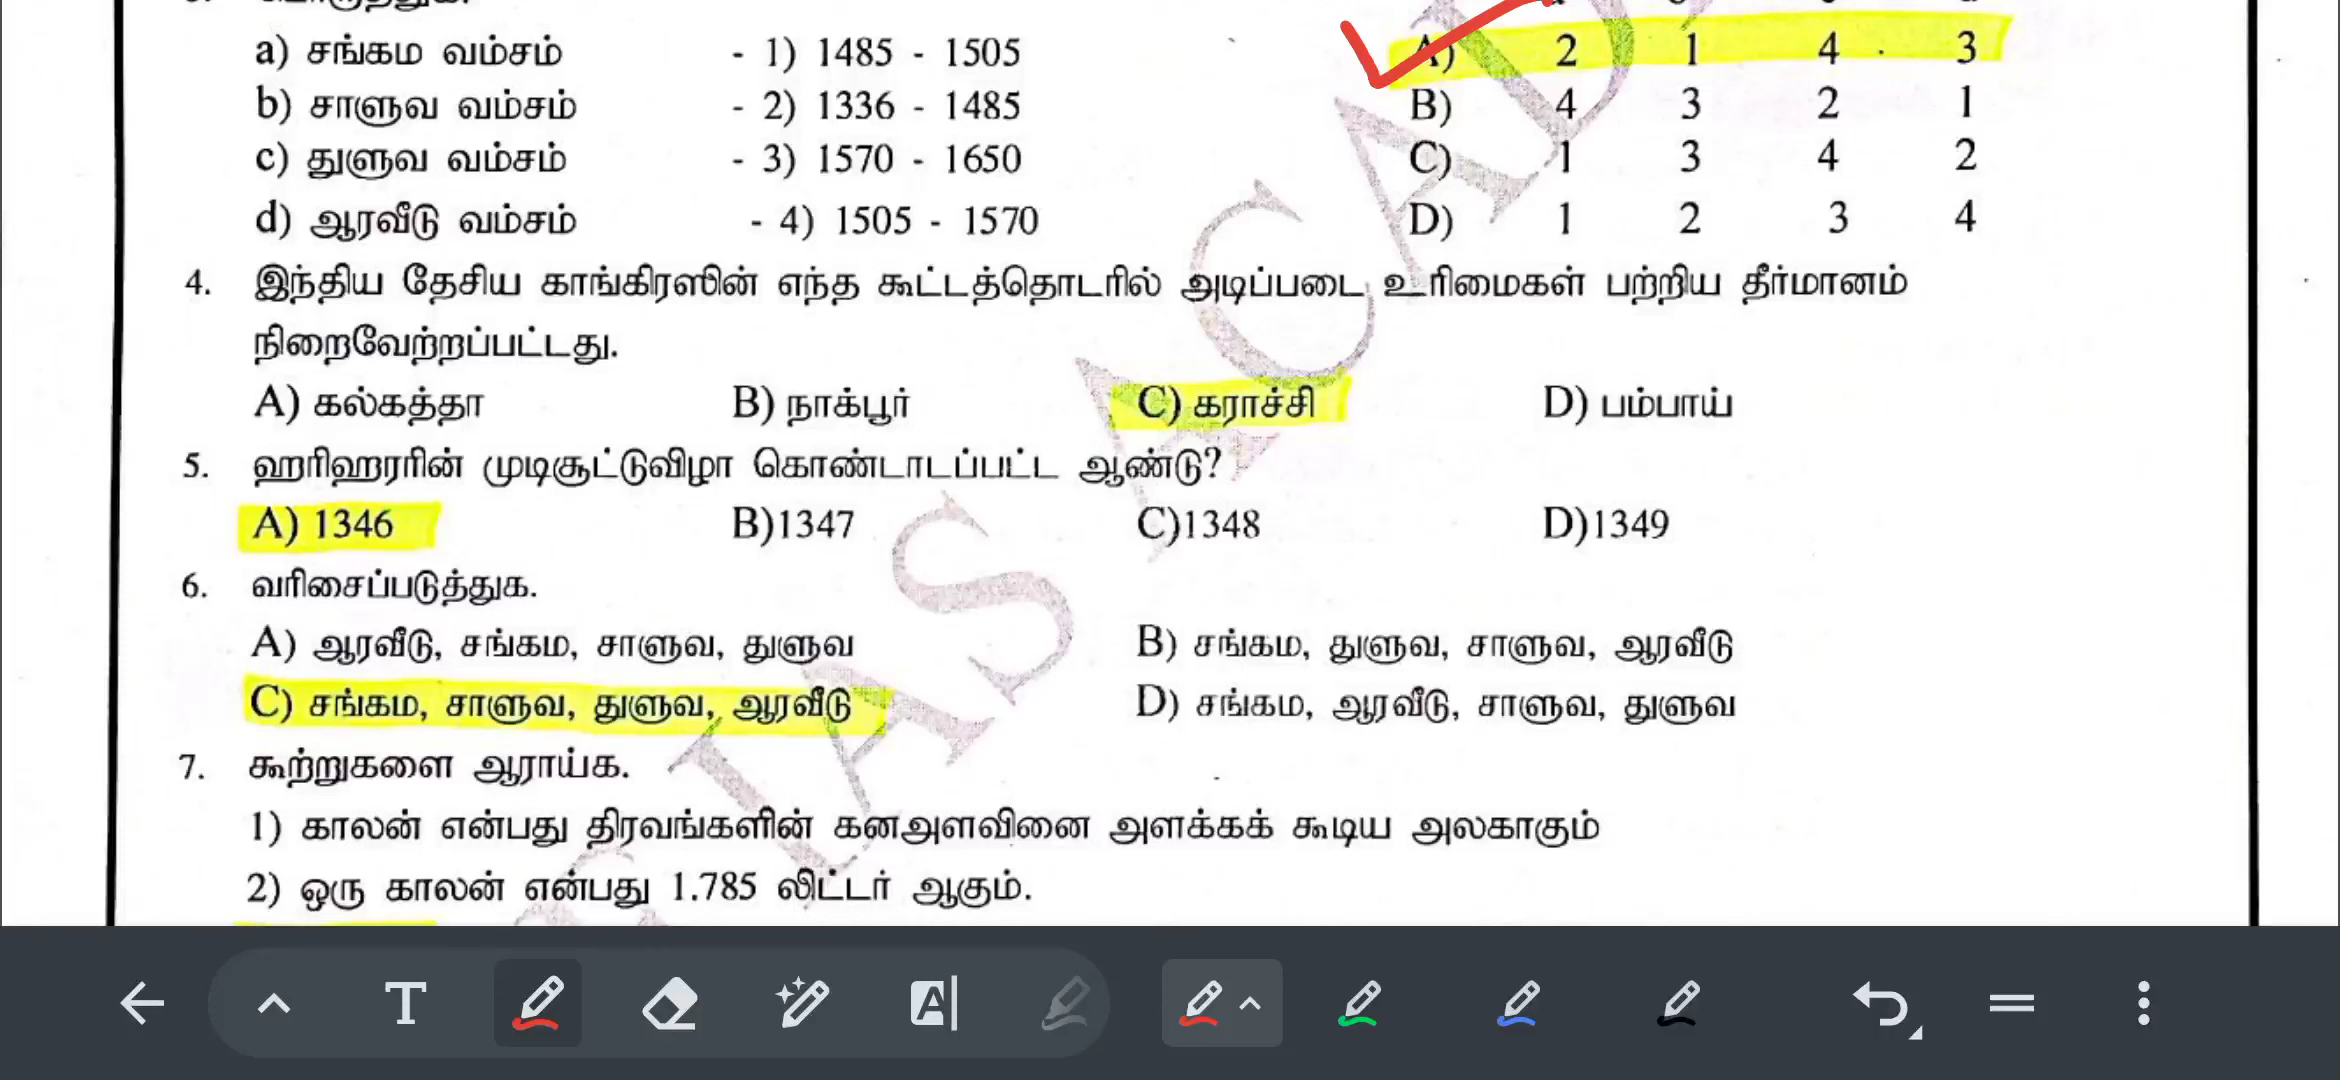 a) சங்கம வம்சம் - 1) 1485 - 1505 A) 2 1 4 3
b) சாளுவ வம்சம் - 2) 1336 - 1485 B) 4 3 2 1
c) துளுவ வம்சம் - 3) 1570 - 1650 C) 1 3 4 2
d) ஆரவீடு வம்சம் - 4) 1505 - 1570 D) 1 2 3 4
4. இந்திய தேசிய காங்கிரஸின் எந்த கூட்டத்தொடரில் அடிப்படை உரிமைகள் பற்றிய தீர்மானம்
நிறைவேற்றப்பட்டது.
A) கல்கத்தா B) நாக்பூர் C) கராச்சி D) பம்பாய்
5. ஹரிஹரரின் முடிசூட்டுவிழா கொண்டாடப்பட்ட ஆண்டு?
A) 1346 B)1347 C)1348 D)1349
6. வரிசைப்படுத்துக.
A) ஆரவீடு, சங்கம, சாளுவ, துளுவ B) சங்கம, துளுவ, சாளுவ, ஆரவீடு
C) சங்கம, சாளுவ, துளுவ, ஆரவீடு D) சங்கம, ஆரவீடு, சாளுவ, துளுவ
7. கூற்றுகளை ஆராய்க.
1) காலன் என்பது திரவங்களின் கனஅளவினை அளக்கக் கூடிய அலகாகும்
2) ஒரு காலன் என்பது 1.785 லிட்டர் ஆகும்.
IAS ACAD